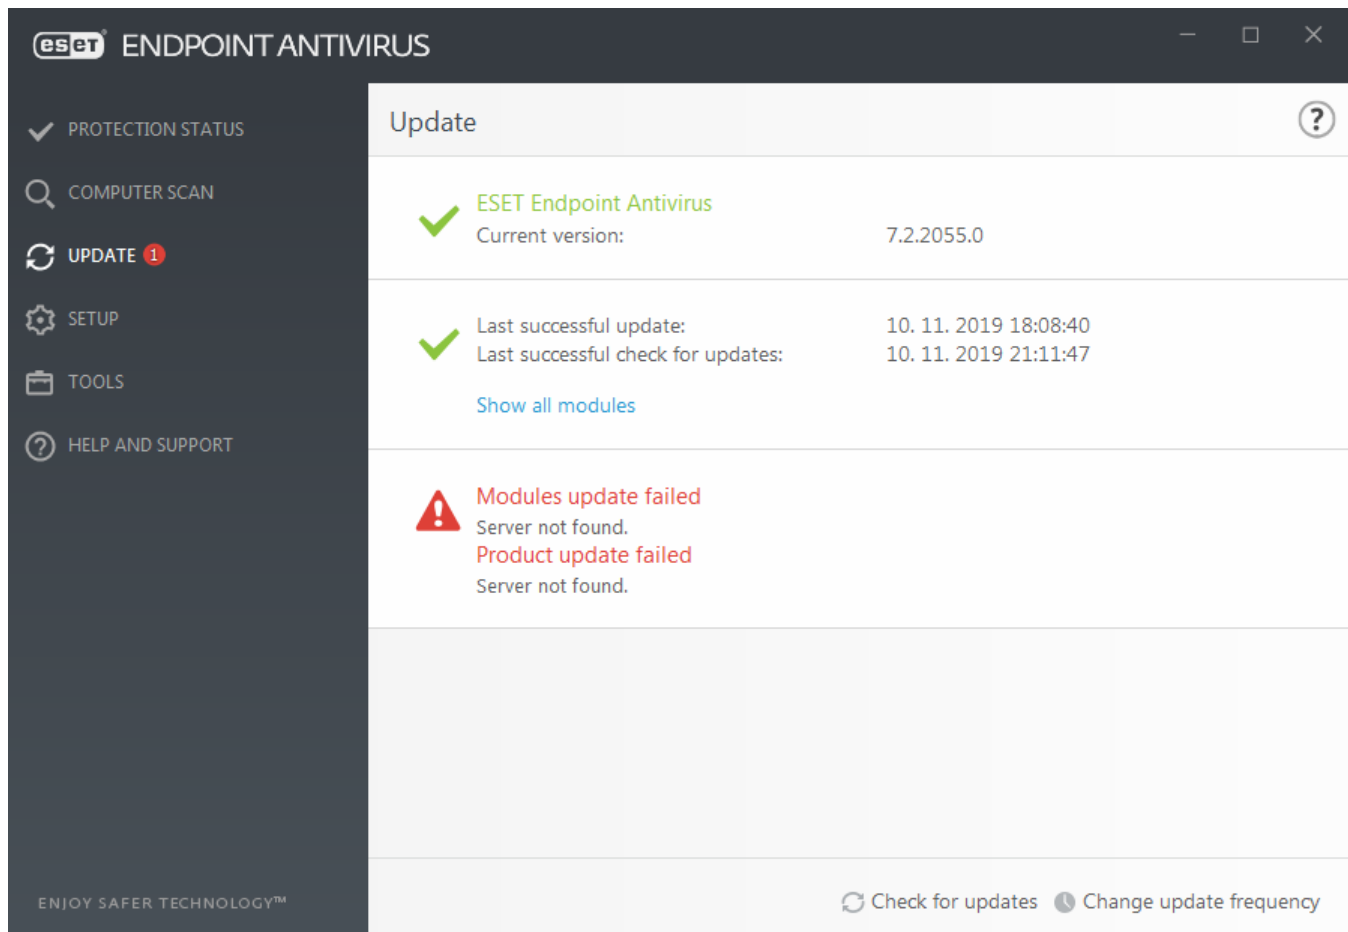 eset ENDPOINT ANTIVIRUS
PROTECTION STATUS
COMPUTER SCAN
UPDATE 1
SETUP
TOOLS
HELP AND SUPPORT
ENJOY SAFER TECHNOLOGY™
Update
?
ESET Endpoint Antivirus
Current version: 7.2.2055.0
Last successful update: 10. 11. 2019 18:08:40
Last successful check for updates: 10. 11. 2019 21:11:47
Show all modules
Modules update failed
Server not found.
Product update failed
Server not found.
Check for updates Change update frequency